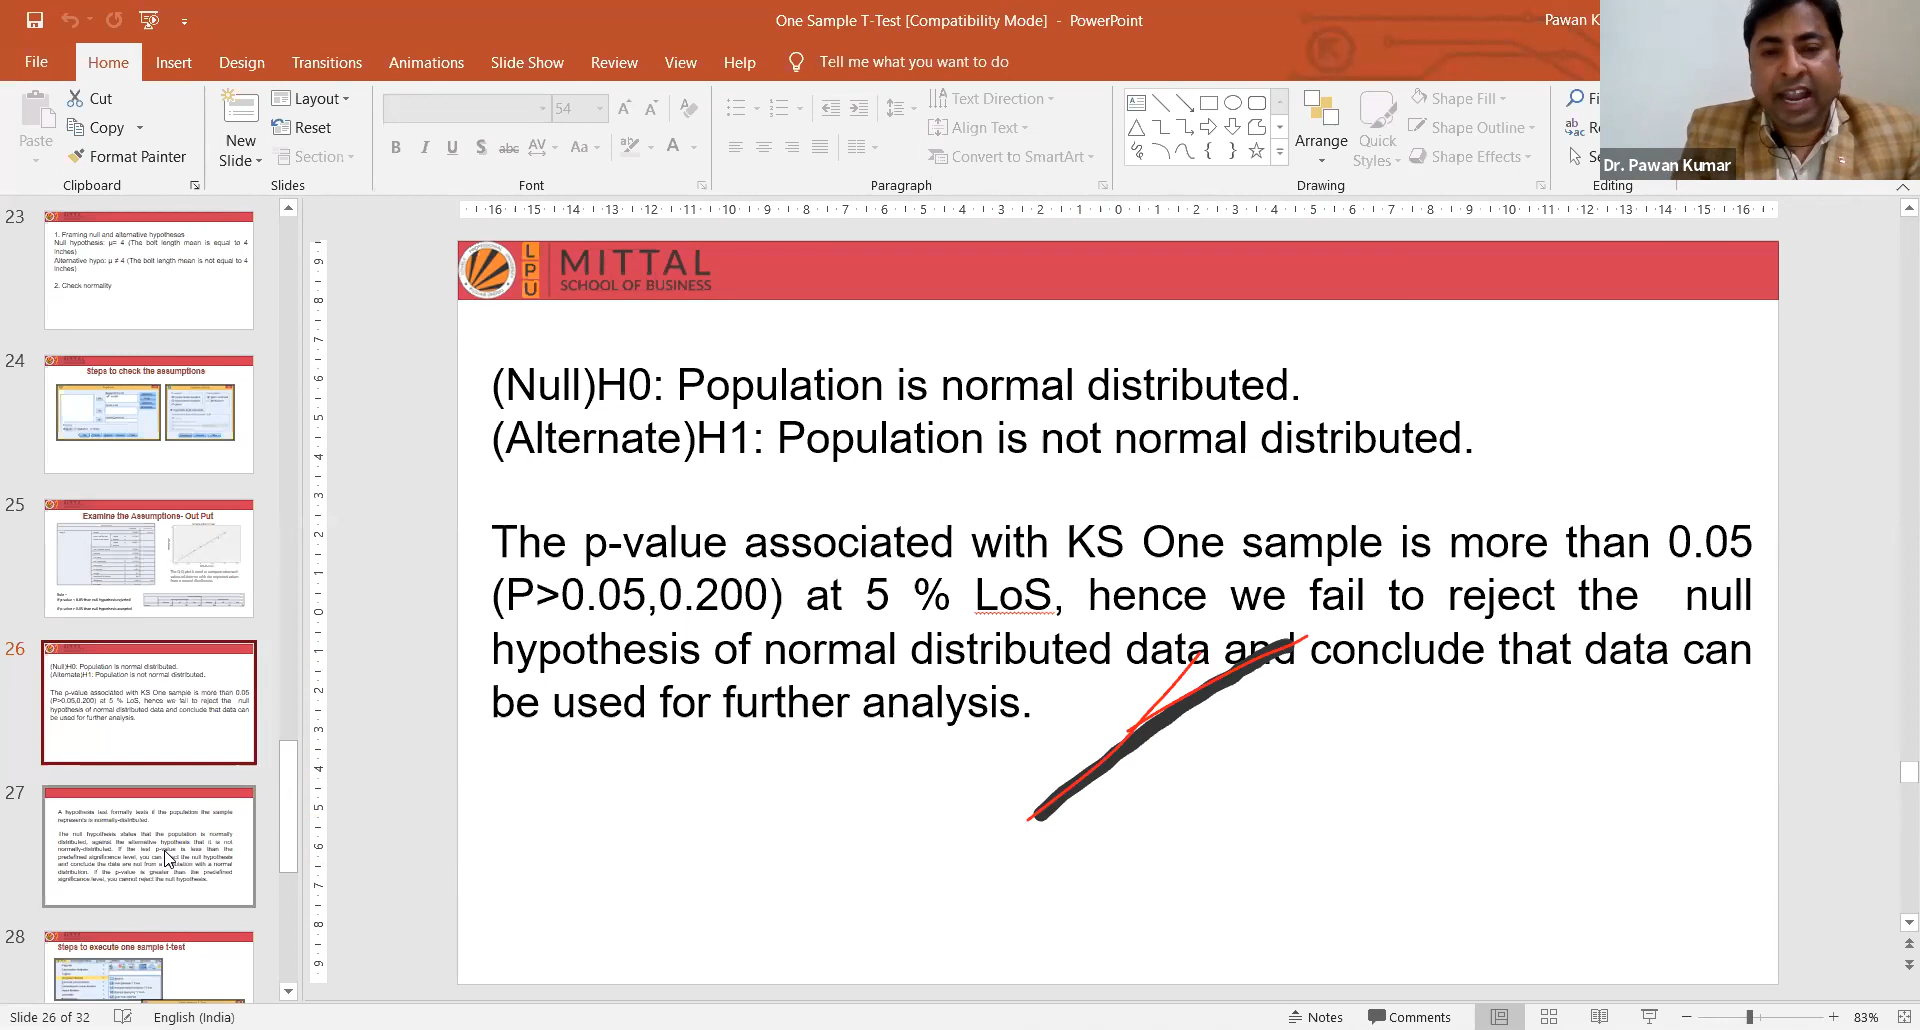 One Sample T-Test [Compatibility Mode] - PowerPoint
Pawan K
File Home Insert Design Transitions Animations Slide Show Review View Help Tell me what you want to do
Paste
Cut
Copy
Format Painter
Clipboard
New
Slide
Layout
Reset
Section
Slides
54
B I U S abc AV Aa A
Font
Text Direction
Align Text
Convert to SmartArt
Paragraph
Arrange
Quick
Styles
Shape Fill
Shape Outline
Shape Effects
Drawing
Editing
Dr. Pawan Kumar
23
1. Framing null and alternative hypotheses
Null hypothesis: µ= 4 (The bolt length mean is equal to 4
inches)
Alternative hypo: µ ≠ 4 (The bolt length mean is not equal to 4
inches)
2. Check normality
24
Steps to check the assumptions
25
Examine the Assumptions- Out Put
26
(Null)H0: Population is normal distributed.
(Alternate)H1: Population is not normal distributed.
The p-value associated with KS One sample is more than 0.05
(P>0.05,0.200) at 5 % LoS, hence we fail to reject the null
hypothesis of normal distributed data and conclude that data can
be used for further analysis.
27
A hypothesis test formally tests if the population the sample
represents is normally-distributed.
The null hypothesis states that the population is normally
distributed, against the alternative hypothesis that it is not
normally-distributed. If the test p-value is less than the
predefined significance level, you can reject the null hypothesis
and conclude the data are not from a population with a normal
distribution. If the p-value is greater than the predefined
significance level, you cannot reject the null hypothesis.
28
Steps to execute one sample t-test
LPU
MITTAL
SCHOOL OF BUSINESS
(Null)H0: Population is normal distributed.
(Alternate)H1: Population is not normal distributed.
The p-value associated with KS One sample is more than 0.05
(P>0.05,0.200) at 5 % LoS, hence we fail to reject the null
hypothesis of normal distributed data and conclude that data can
be used for further analysis.
Slide 26 of 32 English (India)
Notes Comments 83%